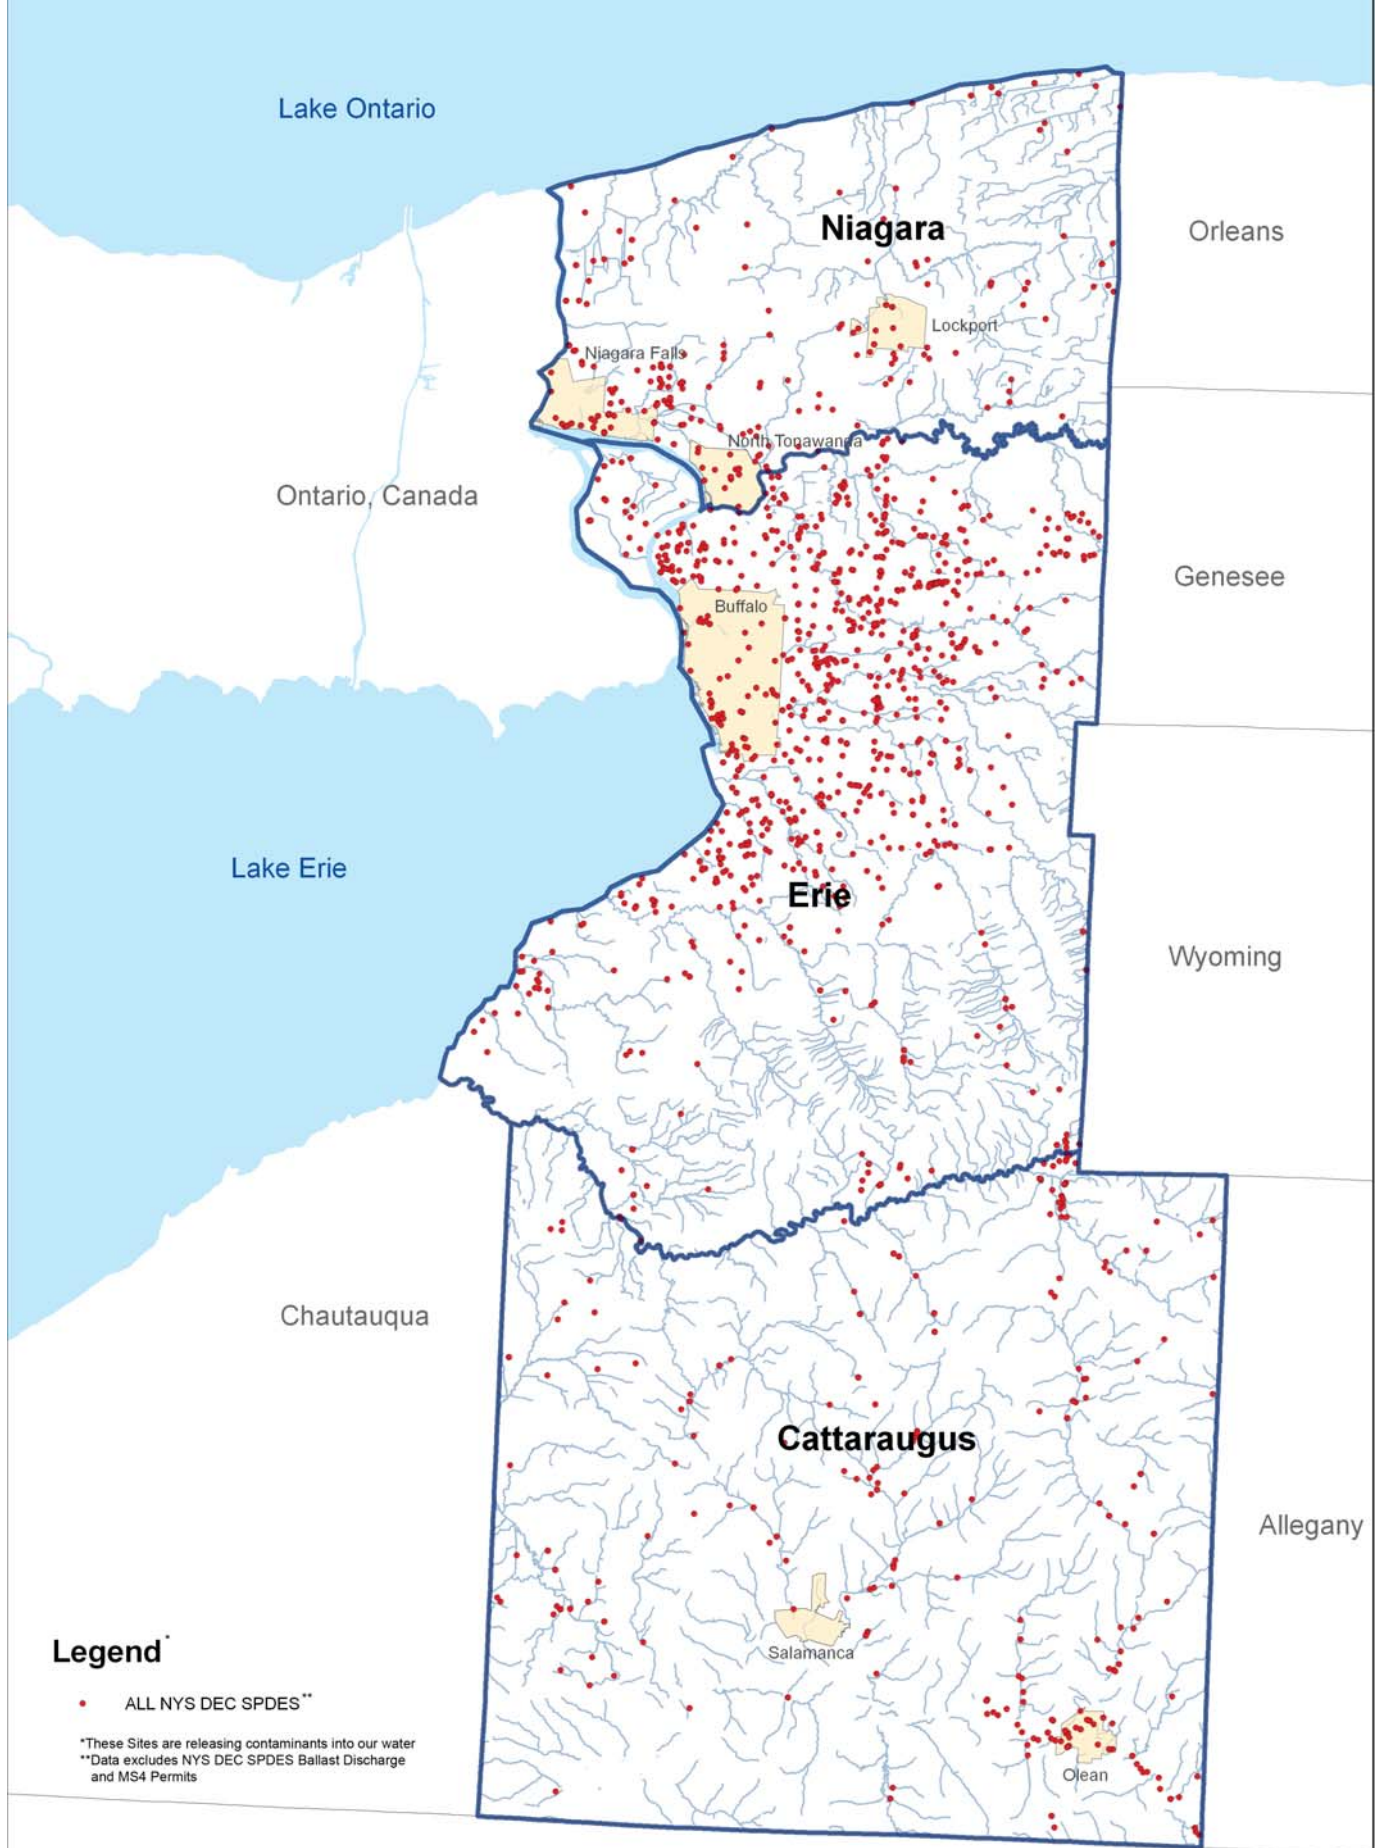 Lake Ontario
Niagara
Orleans
Lockport
Niagara Falls
North Tonawanda
Ontario, Canada
Genesee
Buffalo
Lake Erie
Erie
Wyoming
Chautauqua
Cattaraugus
Allegany
Salamanca
Olean
Legend*
ALL NYS DEC SPDES**
*These Sites are releasing contaminants into our water
**Data excludes NYS DEC SPDES Ballast Discharge
and MS4 Permits